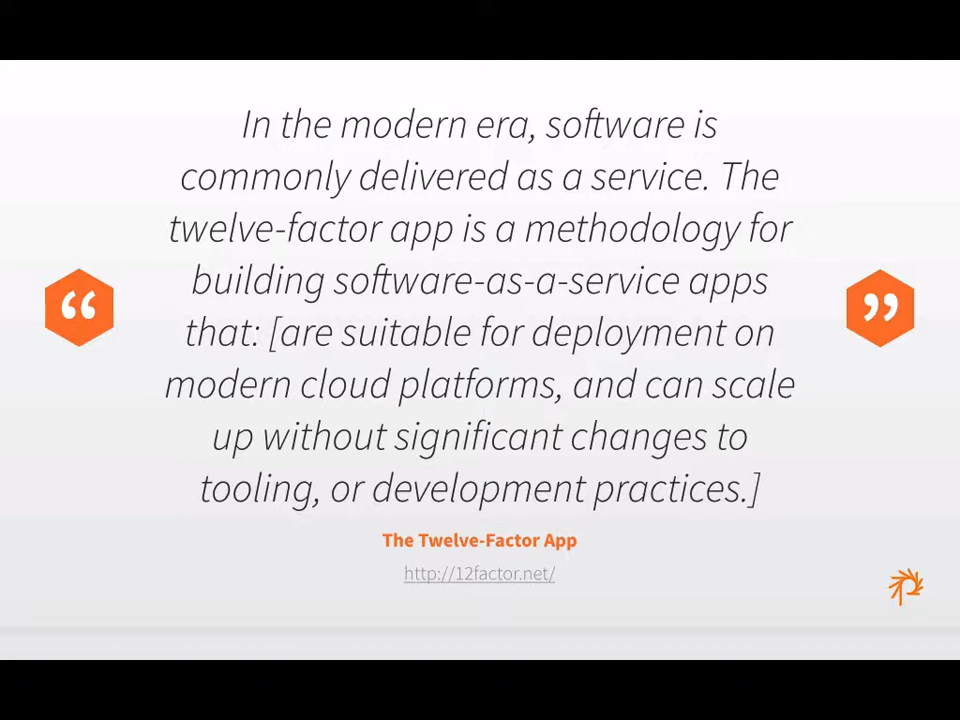 In the modern era, software is
commonly delivered as a service. The
twelve-factor app is a methodology for
building software-as-a-service apps
“
”
that: [are suitable for deployment on
modern cloud platforms, and can scale
up without significant changes to
tooling, or development practices.]
The Twelve-Factor App
http://12factor.net/